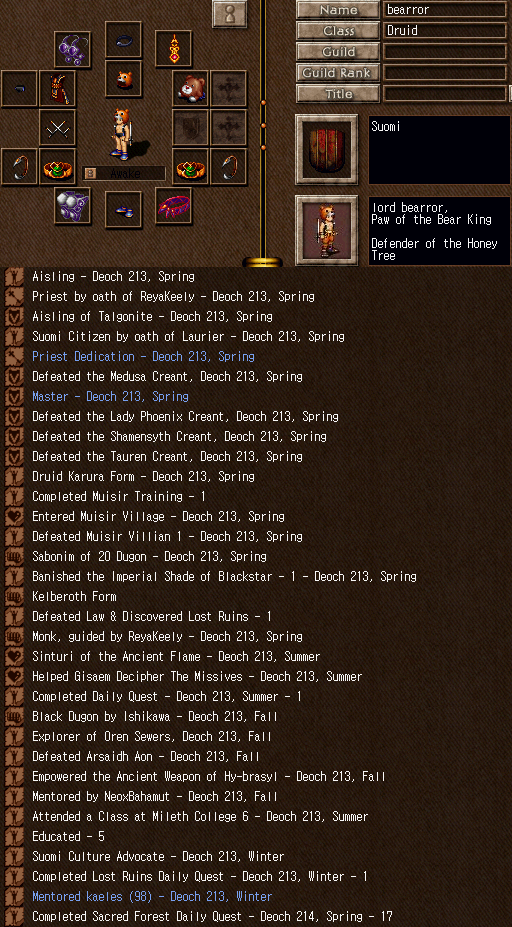 Name
bearror
Class
Druid
Guild
Guild Rank
Title
Awake
Suomi
lord bearror,
Paw of the Bear King
Defender of the Honey
Tree
Aisling - Deoch 213, Spring
Priest by oath of ReyaKeely - Deoch 213, Spring
Aisling of Talgonite - Deoch 213, Spring
Suomi Citizen by oath of Laurier - Deoch 213, Spring
Priest Dedication - Deoch 213, Spring
Defeated the Medusa Creant, Deoch 213, Spring
Master - Deoch 213, Spring
Defeated the Lady Phoenix Creant, Deoch 213, Spring
Defeated the Shamensyth Creant, Deoch 213, Spring
Defeated the Tauren Creant, Deoch 213, Spring
Druid Karura Form - Deoch 213, Spring
Completed Muisir Training - 1
Entered Muisir Village - Deoch 213, Spring
Defeated Muisir Villian 1 - Deoch 213, Spring
Sabonim of 20 Dugon - Deoch 213, Spring
Banished the Imperial Shade of Blackstar - 1 - Deoch 213, Spring
Kelberoth Form
Defeated Law & Discovered Lost Ruins - 1
Monk, guided by ReyaKeely - Deoch 213, Spring
Sinturi of the Ancient Flame - Deoch 213, Summer
Helped Gisaem Decipher The Missives - Deoch 213, Summer
Completed Daily Quest - Deoch 213, Summer - 1
Black Dugon by Ishikawa - Deoch 213, Fall
Explorer of Oren Sewers, Deoch 213, Fall
Defeated Arsaidh Aon - Deoch 213, Fall
Empowered the Ancient Weapon of Hy-brasyl - Deoch 213, Fall
Mentored by NeoxBahamut - Deoch 213, Fall
Attended a Class at Mileth College 6 - Deoch 213, Summer
Educated - 5
Suomi Culture Advocate - Deoch 213, Winter
Completed Lost Ruins Daily Quest - Deoch 213, Winter - 1
Mentored kaeles (98) - Deoch 213, Winter
Completed Sacred Forest Daily Quest - Deoch 214, Spring - 17